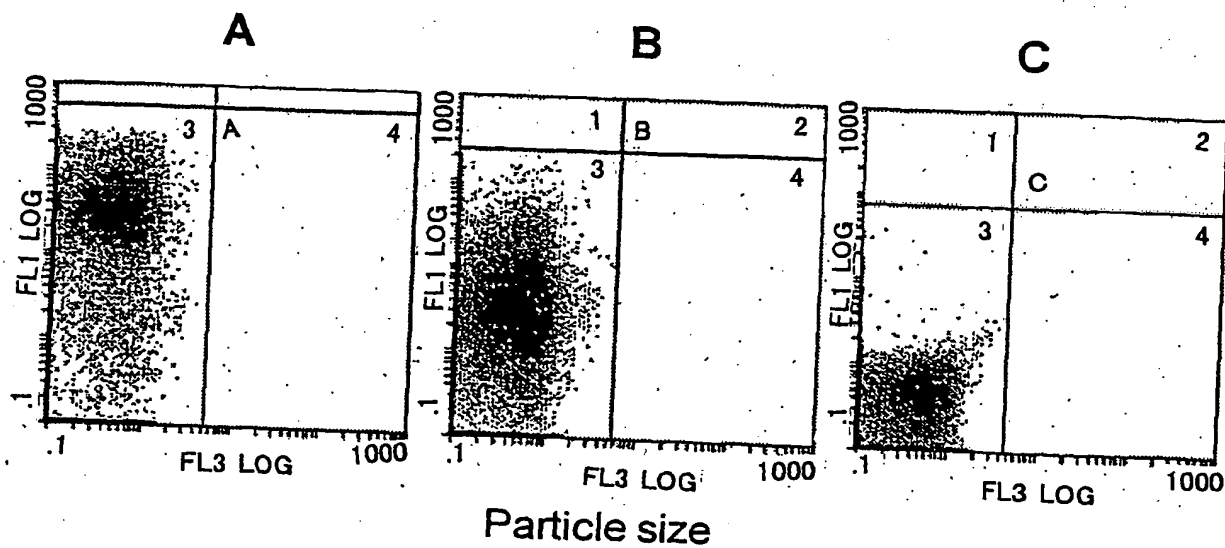 A
B
C
1000
3
A
4
FL1 LOG
.1
.1
1000
FL3 LOG
1000
1
B
2
3
4
FL1 LOG
.1
.1
1000
FL3 LOG
1000
1
2
C
3
4
FL1 LOG
.1
.1
1000
FL3 LOG
Particle size